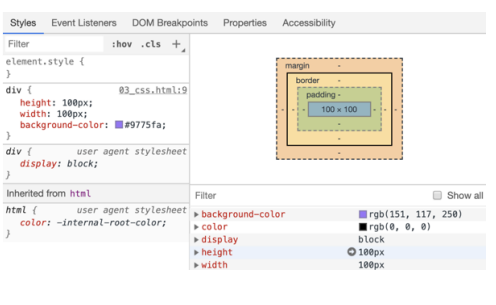 Styles Event Listeners DOM Breakpoints Properties Accessibility
Filter :hov .cls +
element.style {
}
div { 03_css.html:9
height: 100px;
width: 100px;
background-color: #9775fa;
}
div { user agent stylesheet
display: block;
}
Inherited from html
html { user agent stylesheet
color: -internal-root-color;
}
margin -
border -
padding -
- - - 100 × 100 - - -
-
-
-
Filter Show all
background-color rgb(151, 117, 250)
color rgb(0, 0, 0)
display block
height 100px
width 100px